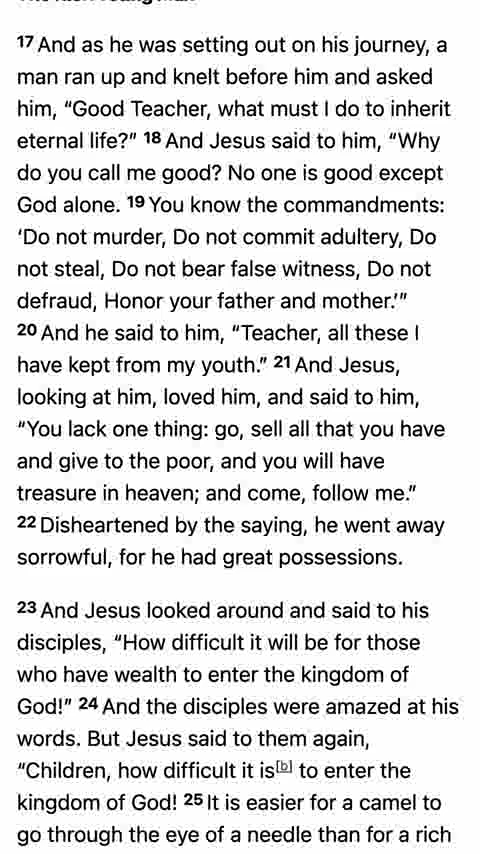 17 And as he was setting out on his journey, a
man ran up and knelt before him and asked
him, “Good Teacher, what must I do to inherit
eternal life?” 18 And Jesus said to him, “Why
do you call me good? No one is good except
God alone. 19 You know the commandments:
‘Do not murder, Do not commit adultery, Do
not steal, Do not bear false witness, Do not
defraud, Honor your father and mother.’”
20 And he said to him, “Teacher, all these I
have kept from my youth.” 21 And Jesus,
looking at him, loved him, and said to him,
“You lack one thing: go, sell all that you have
and give to the poor, and you will have
treasure in heaven; and come, follow me.”
22 Disheartened by the saying, he went away
sorrowful, for he had great possessions.
23 And Jesus looked around and said to his
disciples, “How difficult it will be for those
who have wealth to enter the kingdom of
God!” 24 And the disciples were amazed at his
words. But Jesus said to them again,
“Children, how difficult it is[b] to enter the
kingdom of God! 25 It is easier for a camel to
go through the eye of a needle than for a rich